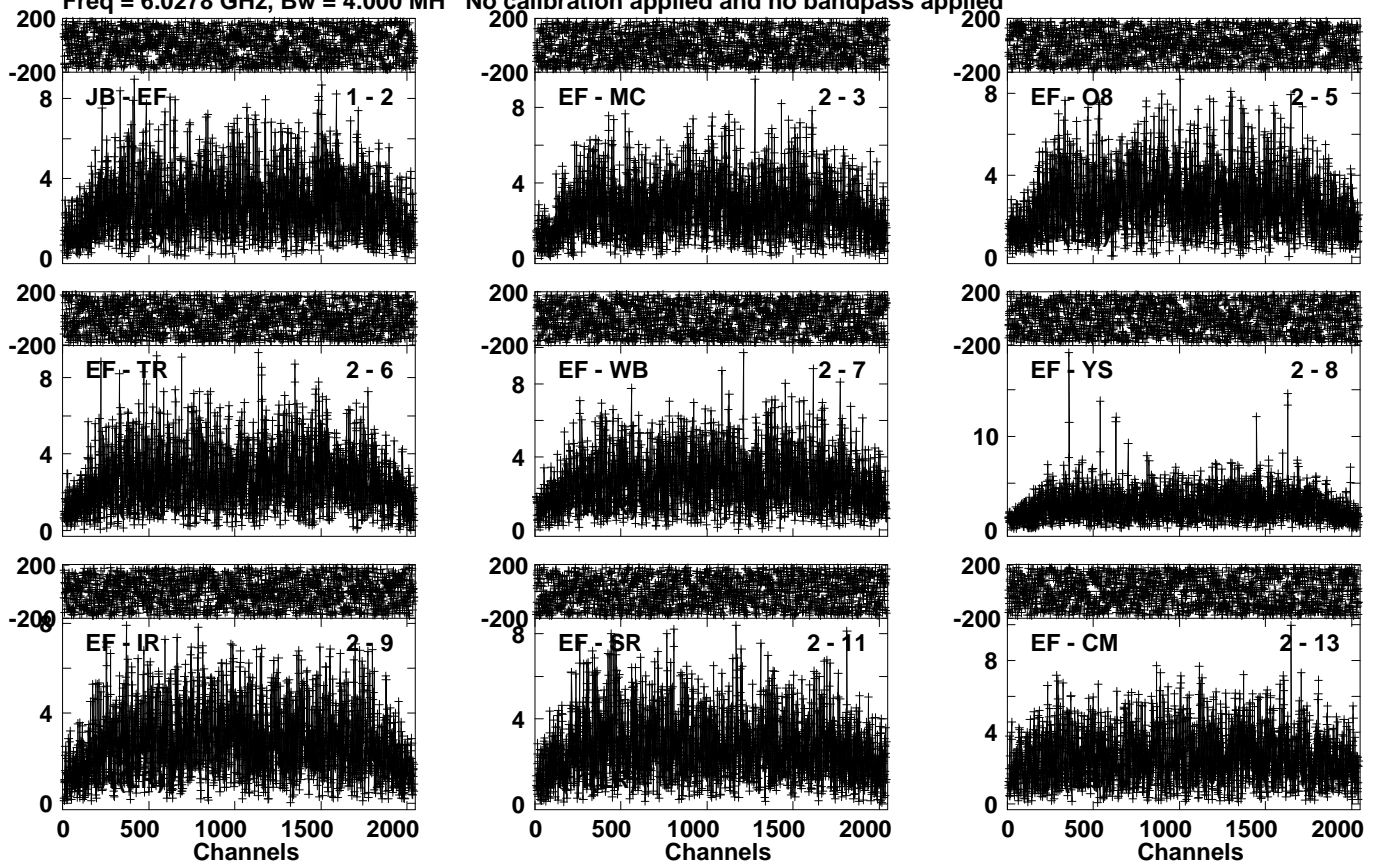 Freq = 6.0278 GHz, Bw = 4.000 MH No calibration applied and no bandpass applied
200 200 200
-200 -200 -200
JB - EF 1 - 2 EF - MC 2 - 3 EF - O8 2 - 5
8 8 8
4 4 4
0 0 0
200 200 200
-200 -200 -200
EF - TR 2 - 6 EF - WB 2 - 7 EF - YS 2 - 8
8 8 10
4 4
0 0 0
200 200 200
-200 -200 -200
8 8 8
EF - IR 2 - 9 EF - SR 2 - 11 EF - CM 2 - 13
4 4 4
0 0 0
0 500 1000 1500 2000 0 500 1000 1500 2000 0 500 1000 1500 2000
Channels Channels Channels